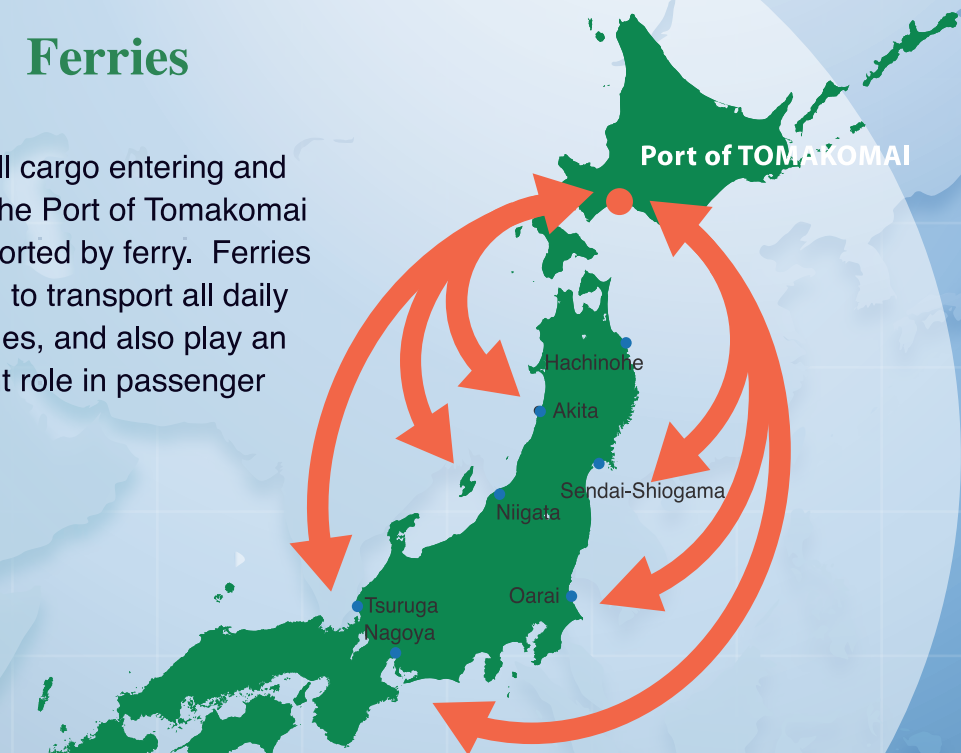 Ferries
ll cargo entering and
he Port of Tomakomai
orted by ferry. Ferries
to transport all daily
es, and also play an
t role in passenger
Port of TOMAKOMAI
Hachinohe
Akita
Sendai-Shiogama
Niigata
Oarai
Tsuruga
Nagoya